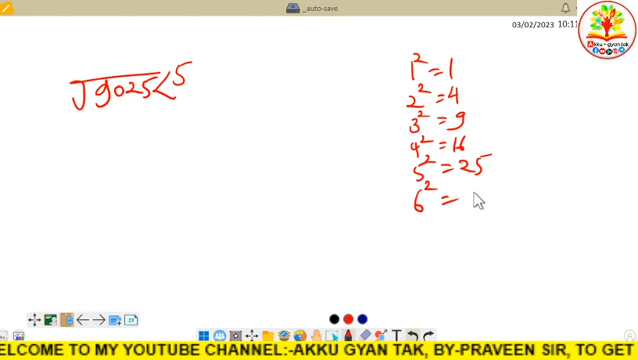 _auto-save
03/02/2023 10:11
Akku - gyan tak
√9025 < 5
1² = 1
2² = 4
3² = 9
4² = 16
5² = 25
6² =
ELCOME TO MY YOUTUBE CHANNEL:-AKKU GYAN TAK, BY-PRAVEEN SIR, TO GET